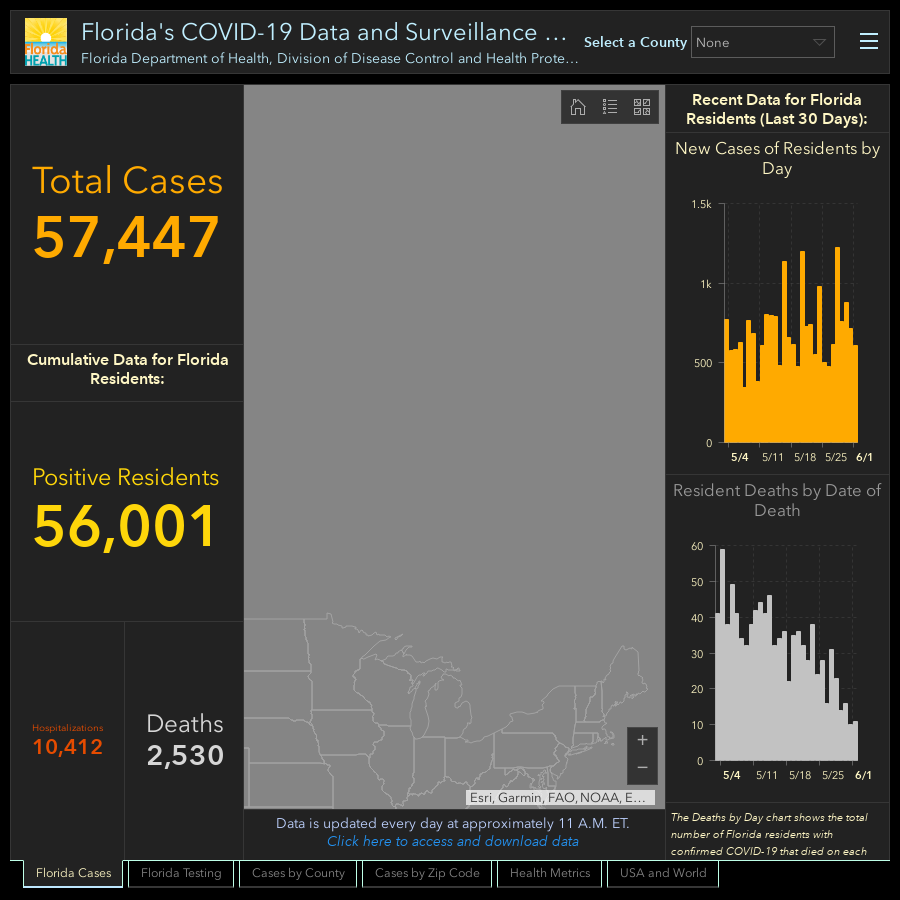 Florida
HEALTH
Florida's COVID-19 Data and Surveillance ...
Florida Department of Health, Division of Disease Control and Health Prote...
Select a County
None
Total Cases
57,447
Cumulative Data for Florida
Residents:
Positive Residents
56,001
Hospitalizations
10,412
Deaths
2,530
+
−
Esri, Garmin, FAO, NOAA, E...
Data is updated every day at approximately 11 A.M. ET.
Click here to access and download data
Recent Data for Florida
Residents (Last 30 Days):
New Cases of Residents by
Day
1.5k
1k
500
0
5/4 5/11 5/18 5/25 6/1
Resident Deaths by Date of
Death
60
50
40
30
20
10
0
5/4 5/11 5/18 5/25 6/1
The Deaths by Day chart shows the total
number of Florida residents with
confirmed COVID-19 that died on each
Florida Cases
Florida Testing
Cases by County
Cases by Zip Code
Health Metrics
USA and World